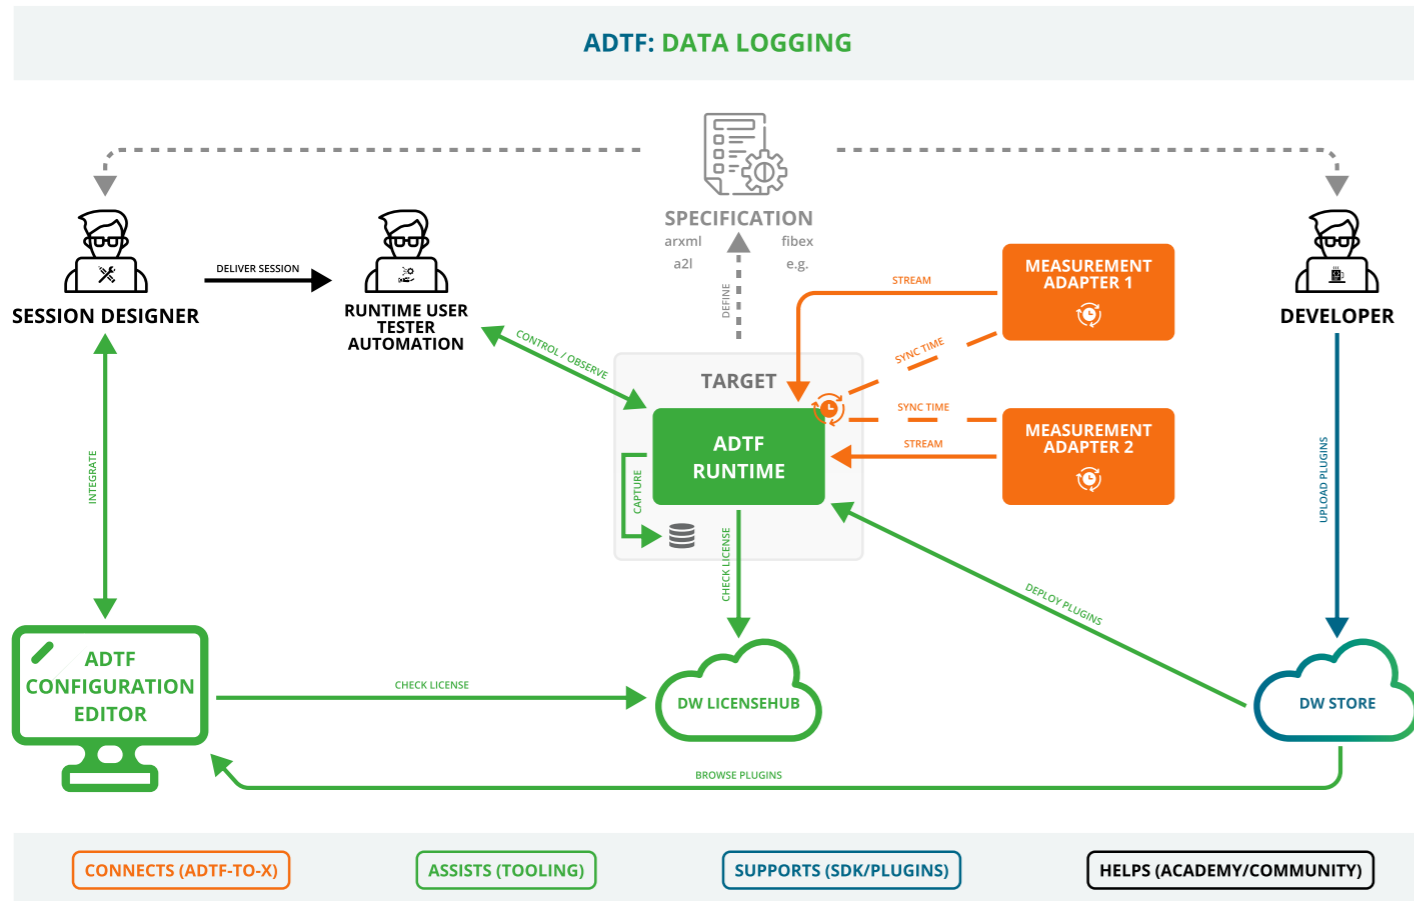 ADTF: DATA LOGGING
SPECIFICATION
arxml
fibex
a2l
e.g.
DEFINE
SESSION DESIGNER
DELIVER SESSION
RUNTIME USER
TESTER
AUTOMATION
CONTROL / OBSERVE
STREAM
MEASUREMENT
ADAPTER 1
SYNC TIME
DEVELOPER
TARGET
ADTF
RUNTIME
SYNC TIME
STREAM
MEASUREMENT
ADAPTER 2
INTEGRATE
CAPTURE
CHECK LICENSE
UPLOAD PLUGINS
DEPLOY PLUGINS
ADTF
CONFIGURATION
EDITOR
CHECK LICENSE
DW LICENSEHUB
DW STORE
BROWSE PLUGINS
CONNECTS (ADTF-TO-X)
ASSISTS (TOOLING)
SUPPORTS (SDK/PLUGINS)
HELPS (ACADEMY/COMMUNITY)